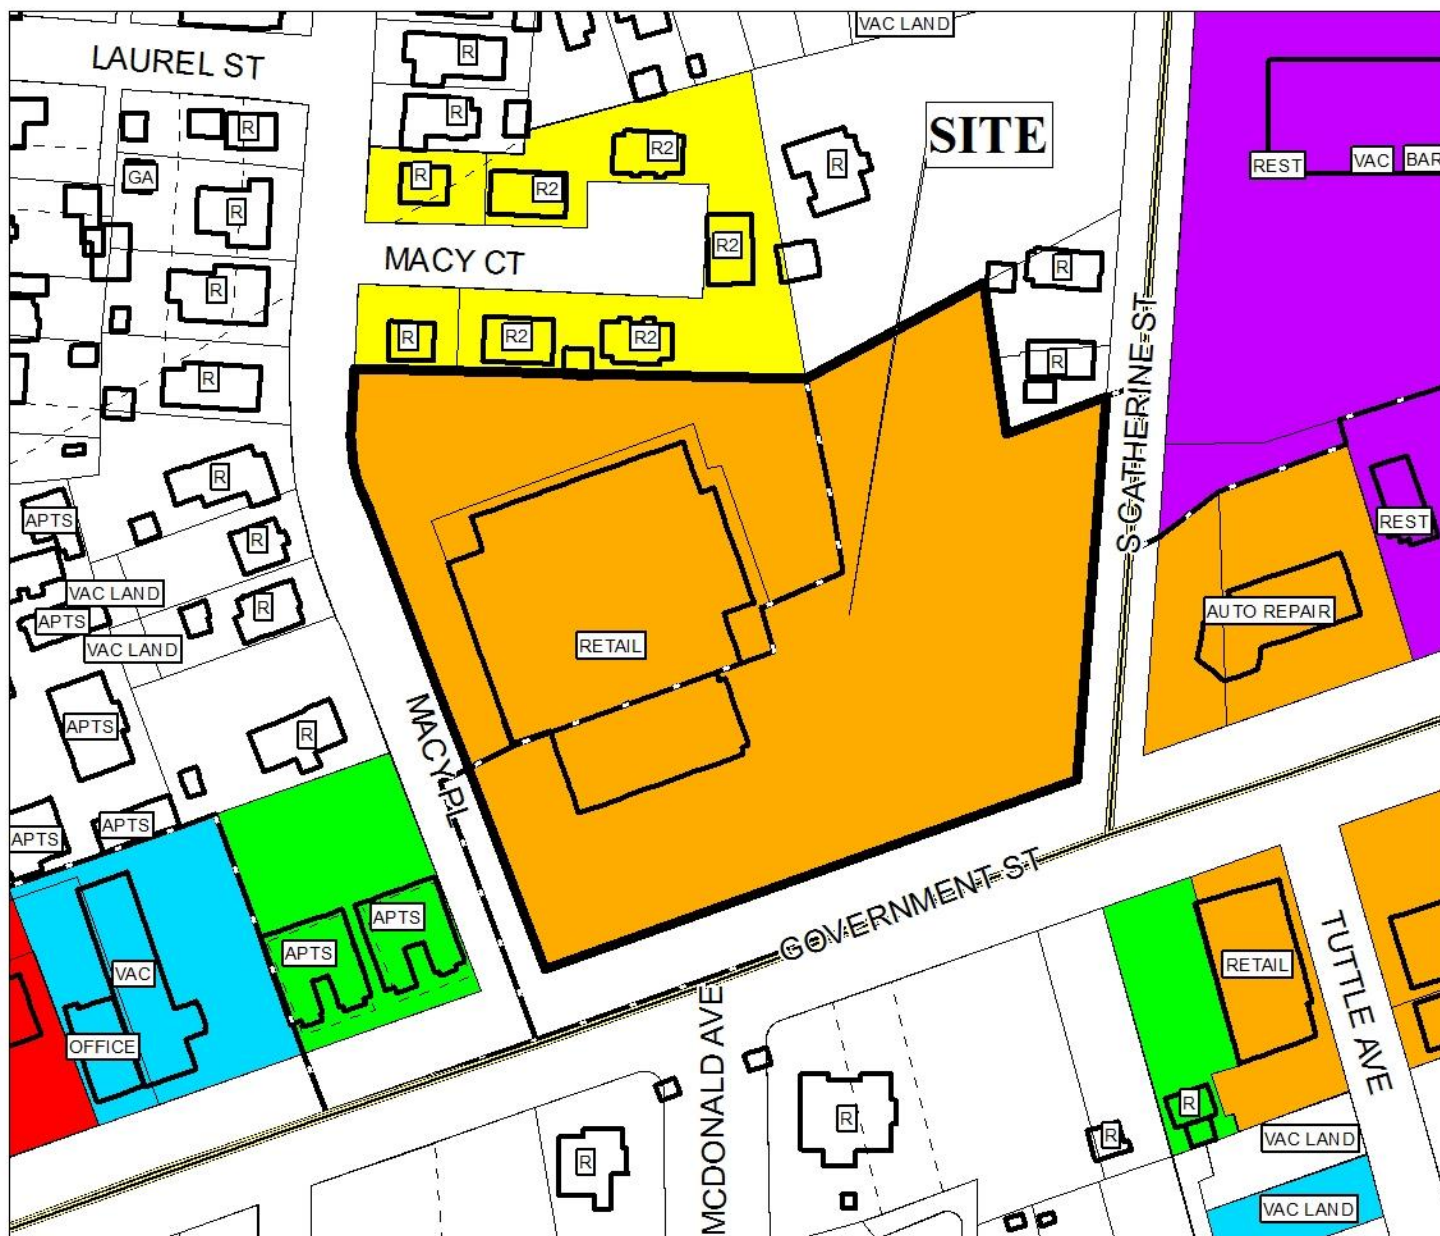 VAC LAND
LAUREL ST
R
R
R
SITE
R2
R
REST
VAC
BAR
GA
R
R2
R
R2
MACY CT
R
R
R
R2
R2
R
R
S CATHERINE ST
R
APTS
REST
R
VAC LAND
R
AUTO REPAIR
APTS
VAC LAND
RETAIL
APTS
R
MACY PL
APTS
APTS
GOVERNMENT ST
APTS
APTS
VAC
RETAIL
TUTTLE AVE
OFFICE
MCDONALD AVE
R
R
R
R
VAC LAND
VAC LAND